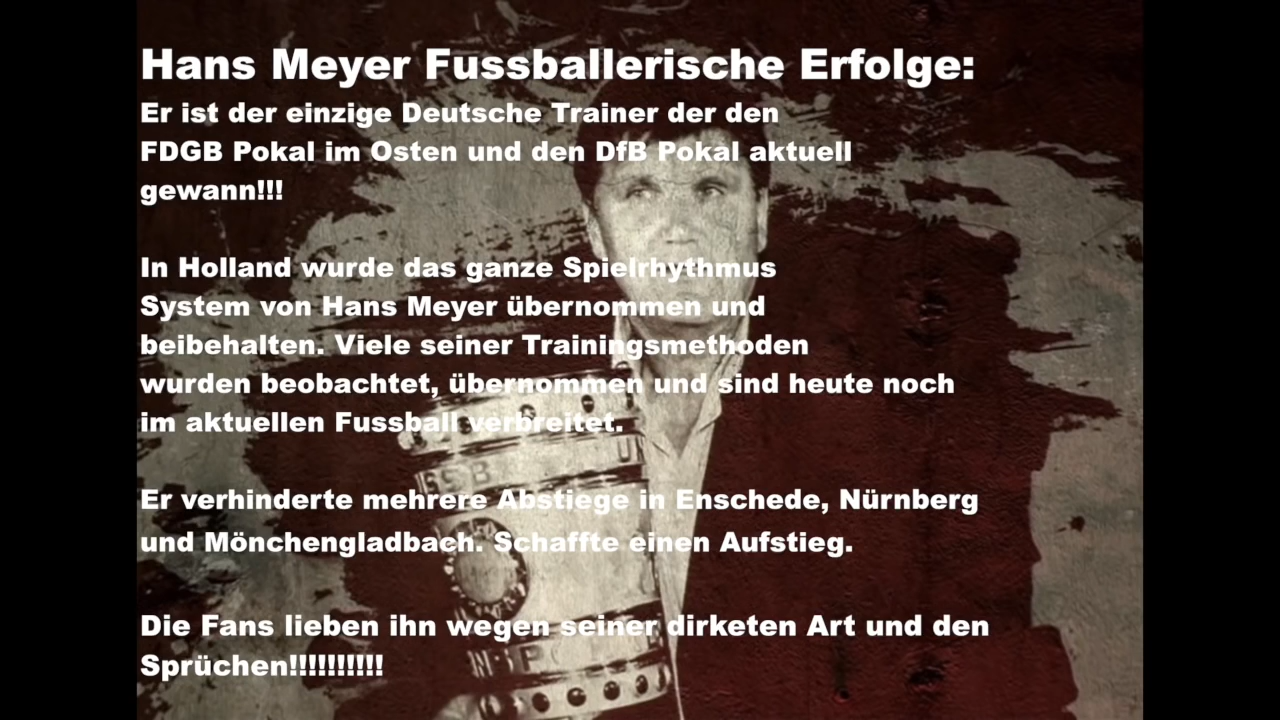 Hans Meyer Fussballerische Erfolge:
Er ist der einzige Deutsche Trainer der den
FDGB Pokal im Osten und den DfB Pokal aktuell
gewann!!!
In Holland wurde das ganze Spielrhythmus
System von Hans Meyer übernommen und
beibehalten. Viele seiner Trainingsmethoden
wurden beobachtet, übernommen und sind heute noch
im aktuellen Fussball verbreitet.
Er verhinderte mehrere Abstiege in Enschede, Nürnberg
und Mönchengladbach. Schaffte einen Aufstieg.
Die Fans lieben ihn wegen seiner dirketen Art und den
Sprüchen!!!!!!!!!!